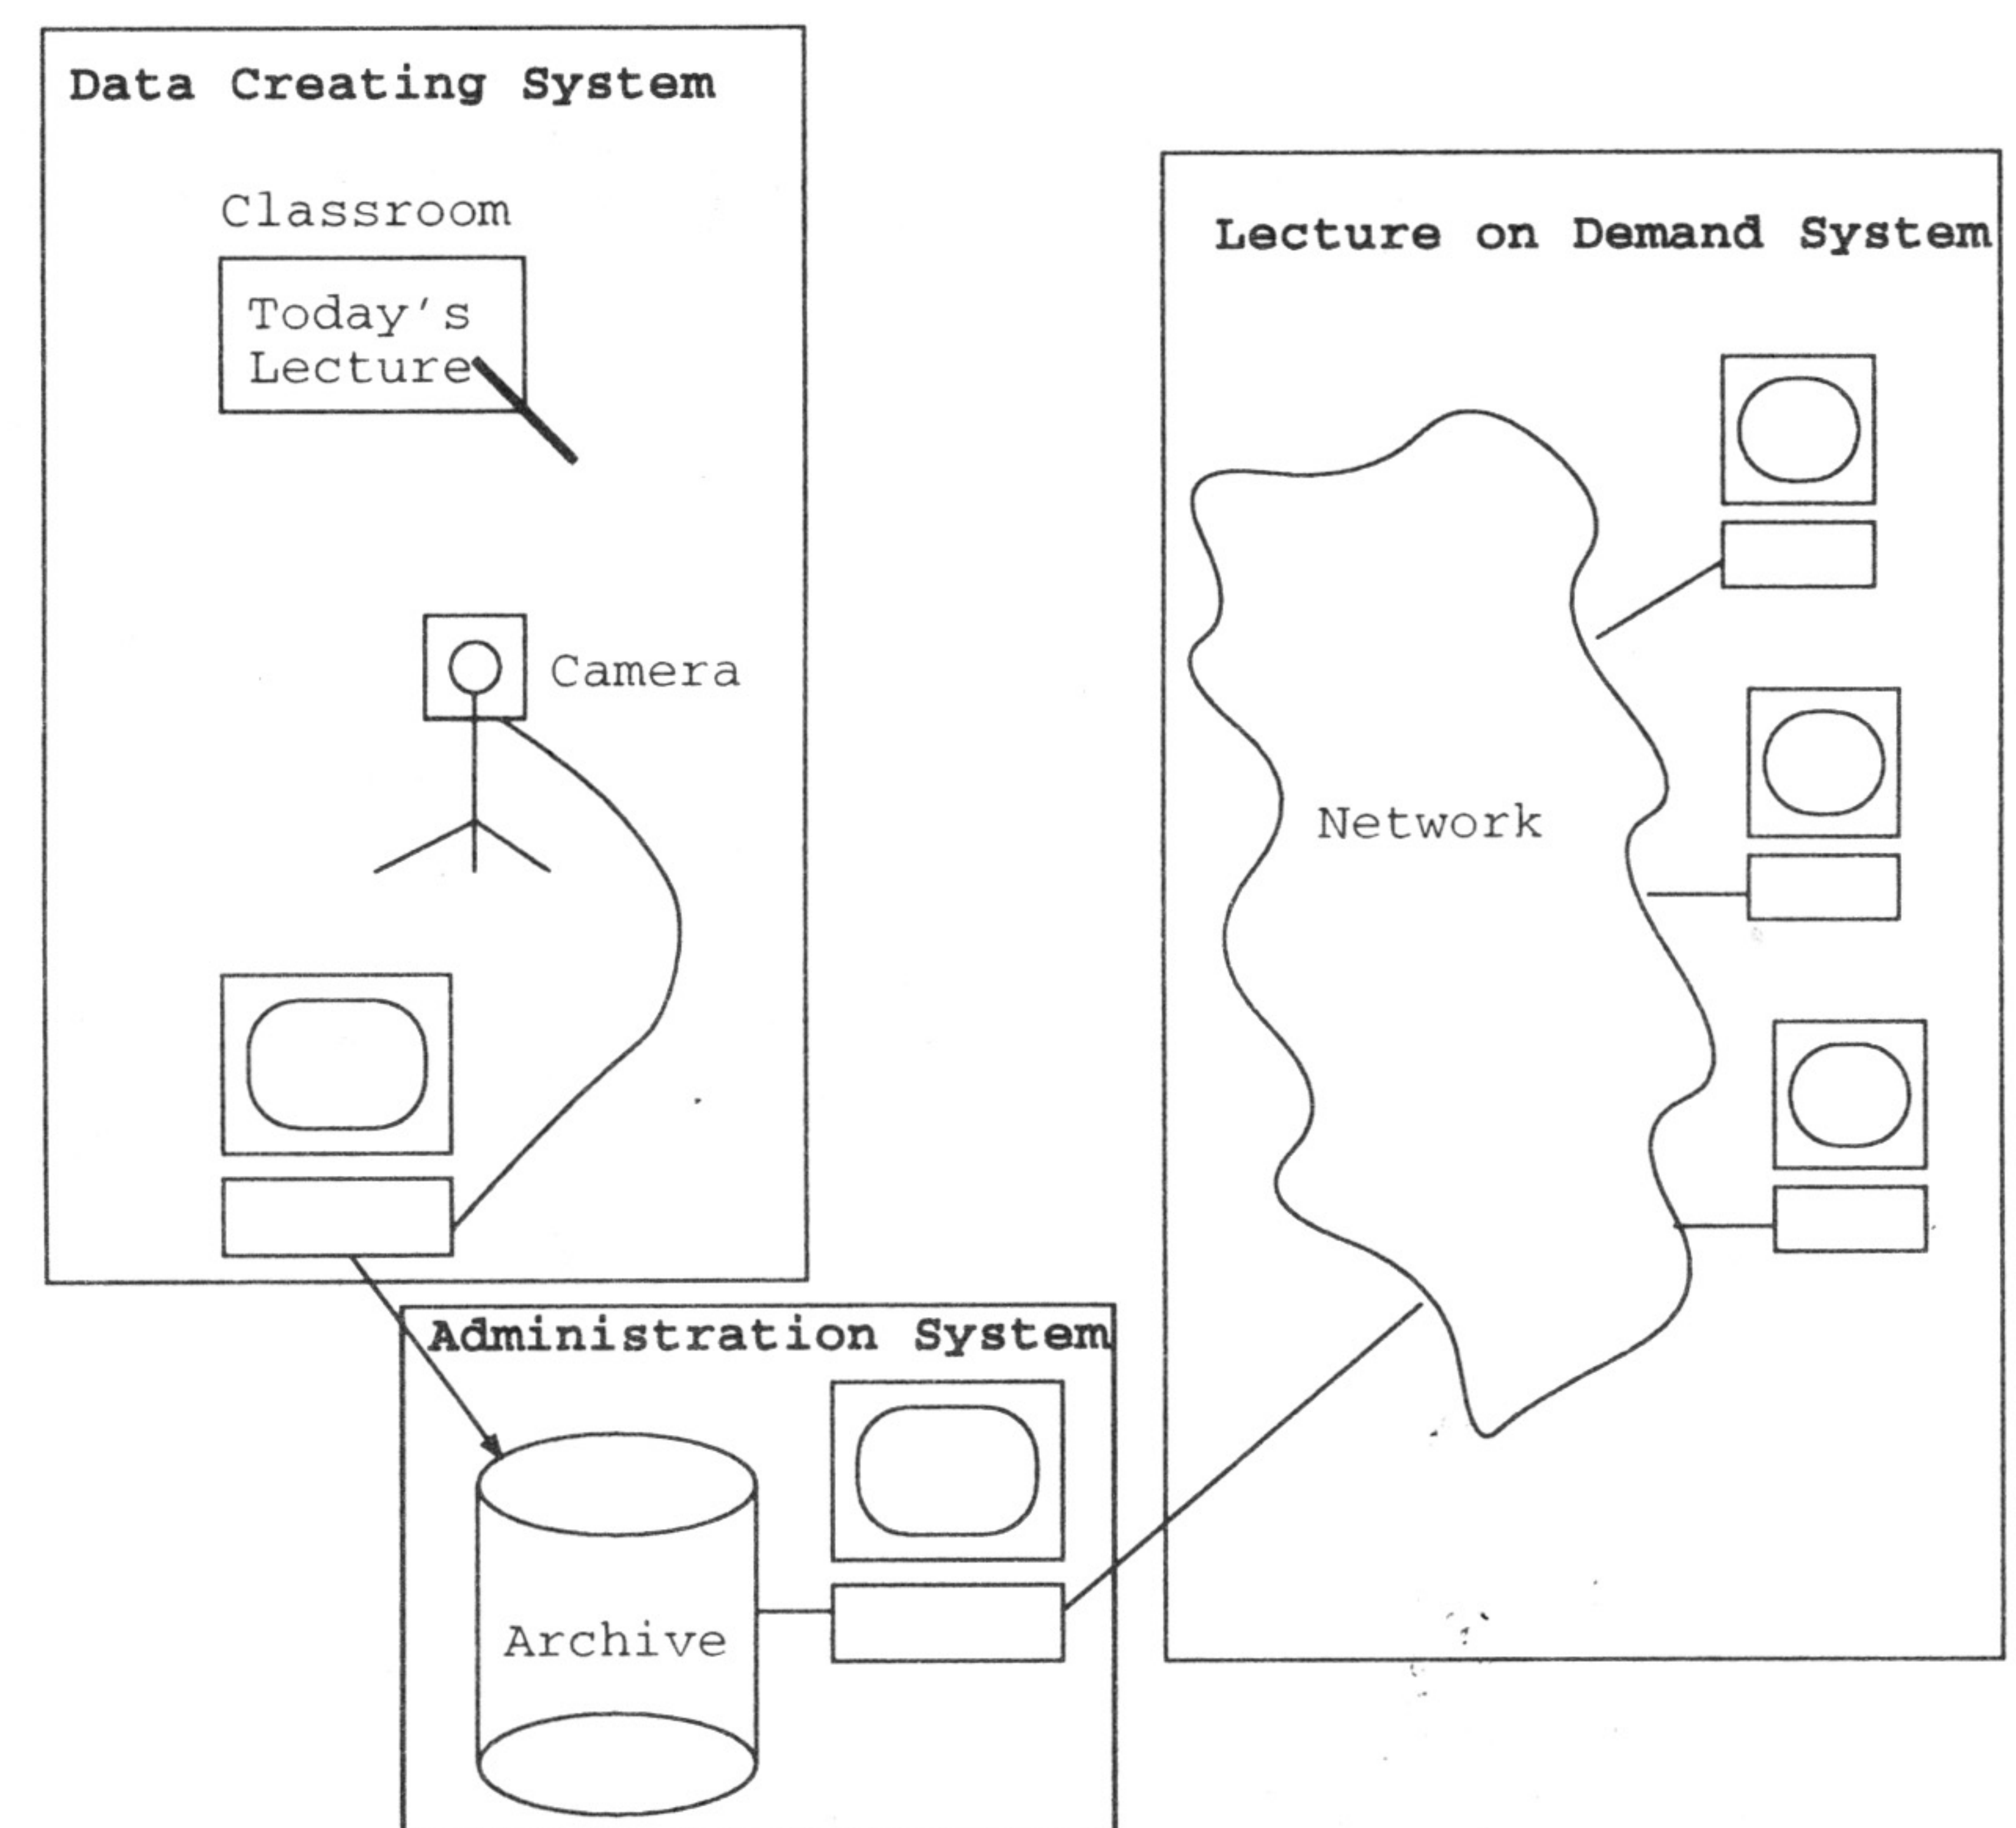 Data Creating System
Classroom
Today's
Lecture
Camera
Lecture on Demand System
Network
Administration System
Archive